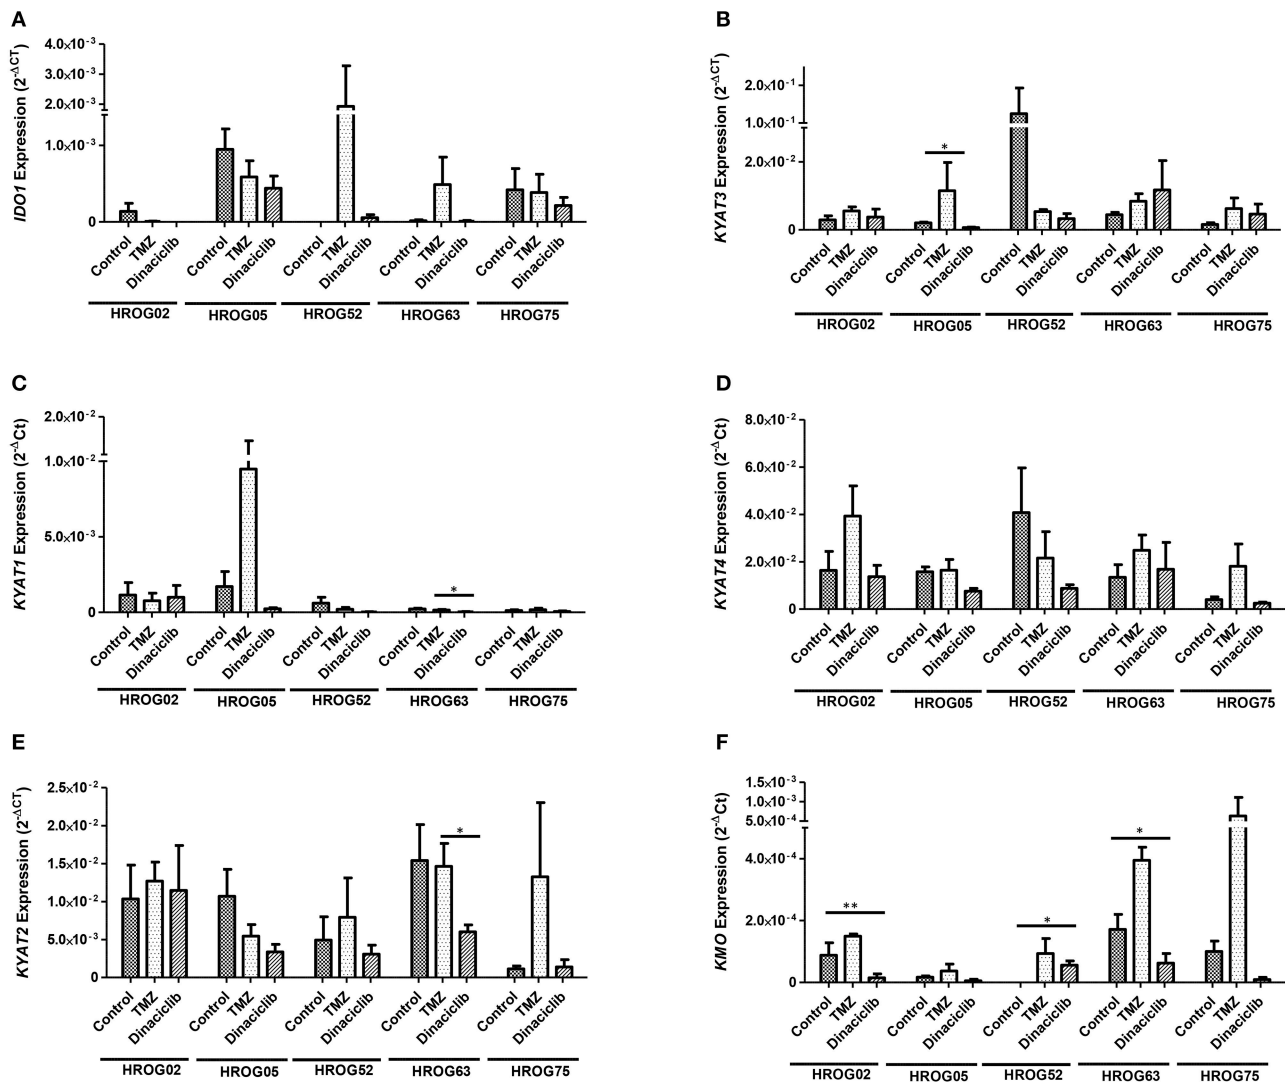 A
IDO1 Expression (2-ΔCT)
4.0×10-3
3.0×10-3
2.0×10-3
1.0×10-3
0
Control TMZ Dinaciclib Control TMZ Dinaciclib Control TMZ Dinaciclib Control TMZ Dinaciclib Control TMZ Dinaciclib
HROG02 HROG05 HROG52 HROG63 HROG75
B
KYAT3 Expression (2-ΔCT)
2.0×10-1
1.0×10-1
2.0×10-2
0
*
Control TMZ Dinaciclib Control TMZ Dinaciclib Control TMZ Dinaciclib Control TMZ Dinaciclib Control TMZ Dinaciclib
HROG02 HROG05 HROG52 HROG63 HROG75
C
KYAT1 Expression (2-ΔCt)
2.0×10-2
1.0×10-2
5.0×10-3
0
*
Control TMZ Dinaciclib Control TMZ Dinaciclib Control TMZ Dinaciclib Control TMZ Dinaciclib Control TMZ Dinaciclib
HROG02 HROG05 HROG52 HROG63 HROG75
D
KYAT4 Expression (2-ΔCt)
8.0×10-2
6.0×10-2
4.0×10-2
2.0×10-2
0
Control TMZ Dinaciclib Control TMZ Dinaciclib Control TMZ Dinaciclib Control TMZ Dinaciclib Control TMZ Dinaciclib
HROG02 HROG05 HROG52 HROG63 HROG75
E
KYAT2 Expression (2-ΔCT)
2.5×10-2
2.0×10-2
1.5×10-2
1.0×10-2
5.0×10-3
0
*
Control TMZ Dinaciclib Control TMZ Dinaciclib Control TMZ Dinaciclib Control TMZ Dinaciclib Control TMZ Dinaciclib
HROG02 HROG05 HROG52 HROG63 HROG75
F
KMO Expression (2-ΔCt)
1.5×10-3
1.0×10-3
5.0×10-4
4.0×10-4
2.0×10-4
0
** * *
Control TMZ Dinaciclib Control TMZ Dinaciclib Control TMZ Dinaciclib Control TMZ Dinaciclib Control TMZ Dinaciclib
HROG02 HROG05 HROG52 HROG63 HROG75